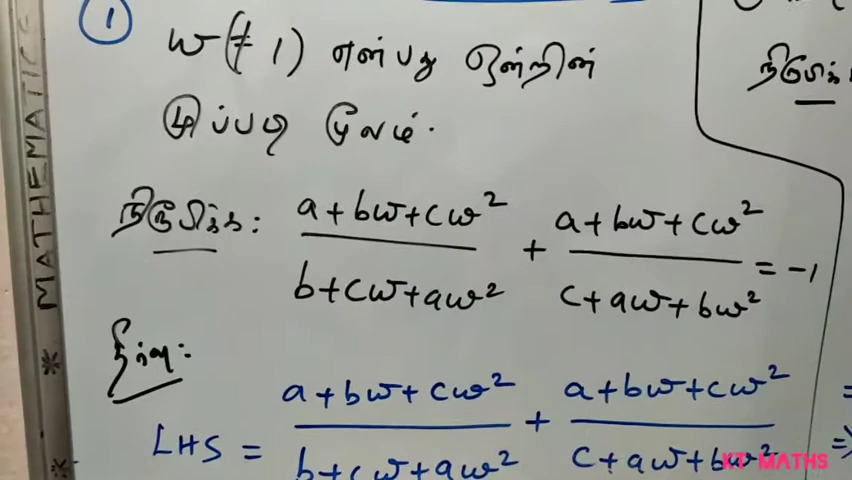 ① ω(≠ 1) என்பது ஒன்றின்
முப்படி மூலம்.
நிரூபிக்க: (a+bω+cω²)/(b+cω+aω²) + (a+bω+cω²)/(c+aω+bω²) = -1
தீர்வு:
LHS = (a+bω+cω²)/(b+cω+aω²) + (a+bω+cω²)/(c+aω+bω²)
நிரூபிக்க
* MATHEMATIC
KT MATHS